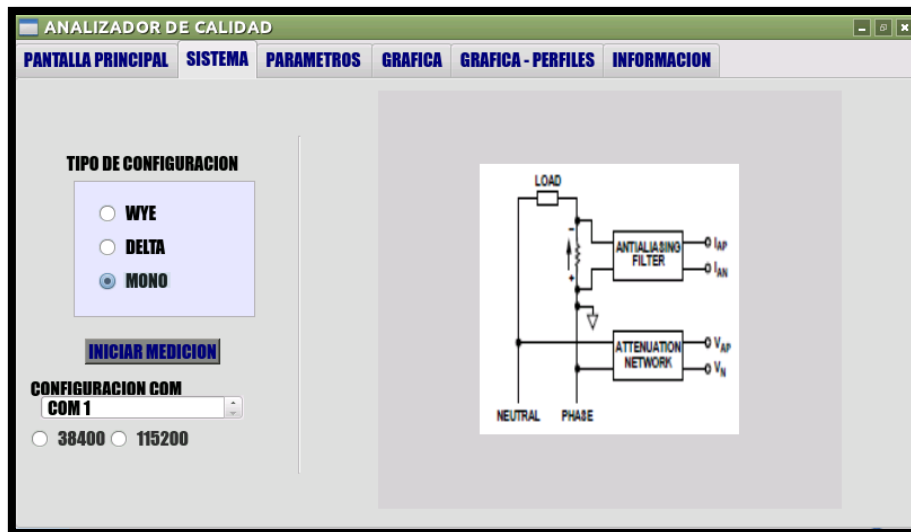 ANALIZADOR DE CALIDAD
PANTALLA PRINCIPAL SISTEMA PARAMETROS GRAFICA GRAFICA - PERFILES INFORMACION
TIPO DE CONFIGURACION
WYE
DELTA
MONO
INICIAR MEDICION
CONFIGURACION COM
COM 1
38400 115200
LOAD
−
+
ANTIALIASING
FILTER
IAP
IAN
ATTENUATION
NETWORK
VAP
VN
NEUTRAL PHASE